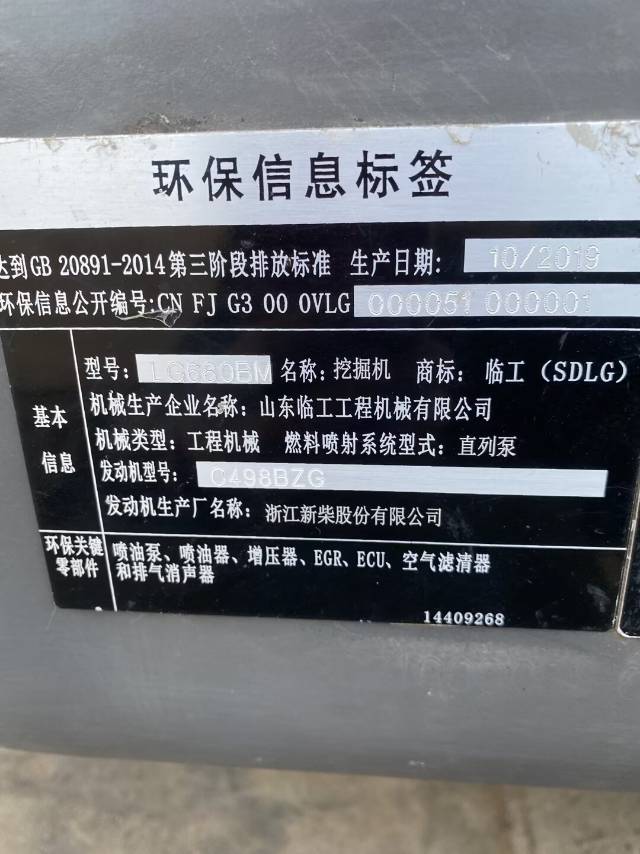 环保信息标签
达到GB 20891-2014第三阶段排放标准 生产日期: 10/2019
环保信息公开编号:CN FJ G3 00 0VLG 000051 000001
基本信息
型号: LG680BM 名称: 挖掘机 商标: 临工（SDLG）
机械生产企业名称: 山东临工工程机械有限公司
机械类型: 工程机械 燃料喷射系统型式: 直列泵
发动机型号: C498BZG
发动机生产厂名称: 浙江新柴股份有限公司
环保关键零部件
喷油泵、喷油器、增压器、EGR、ECU、空气滤清器
和排气消声器
14409268